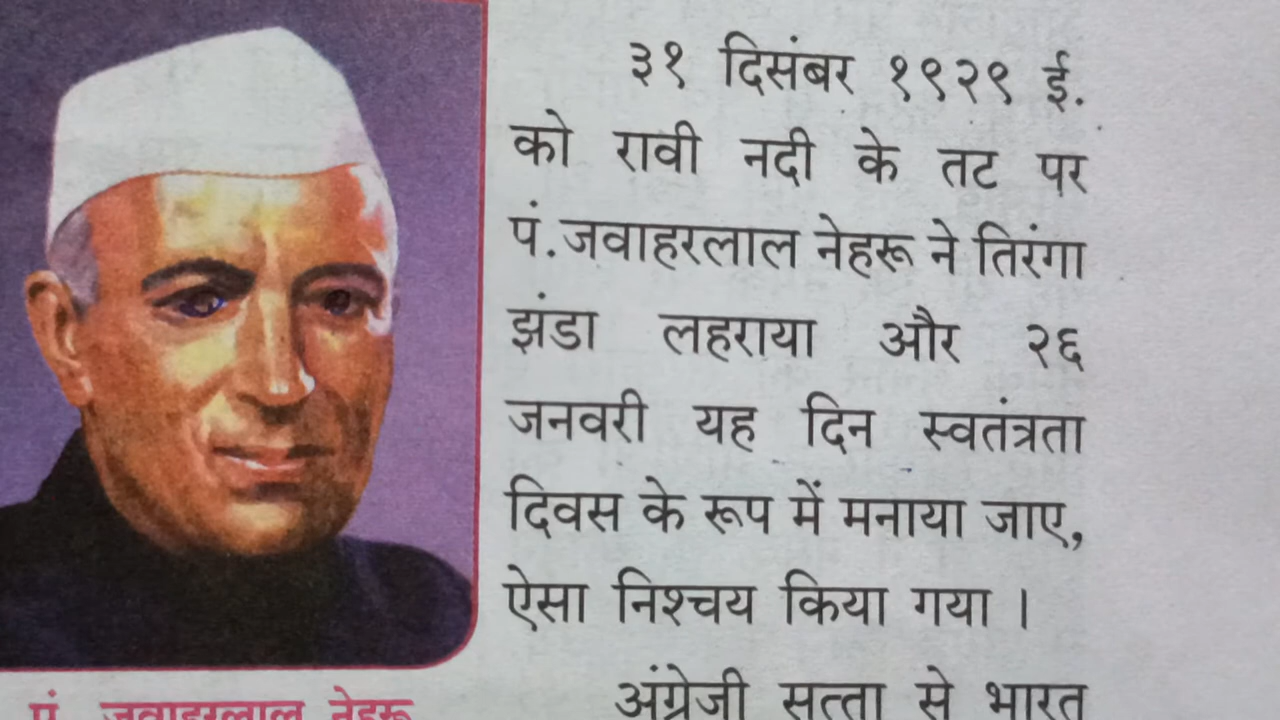 ३१ दिसंबर १९२९ ई.
को रावी नदी के तट पर
पं.जवाहरलाल नेहरू ने तिरंगा
झंडा लहराया और २६
जनवरी यह दिन स्वतंत्रता
दिवस के रूप में मनाया जाए,
ऐसा निश्चय किया गया ।
अंग्रेजी सत्ता से भारत
पं. जवाहरलाल नेहरू